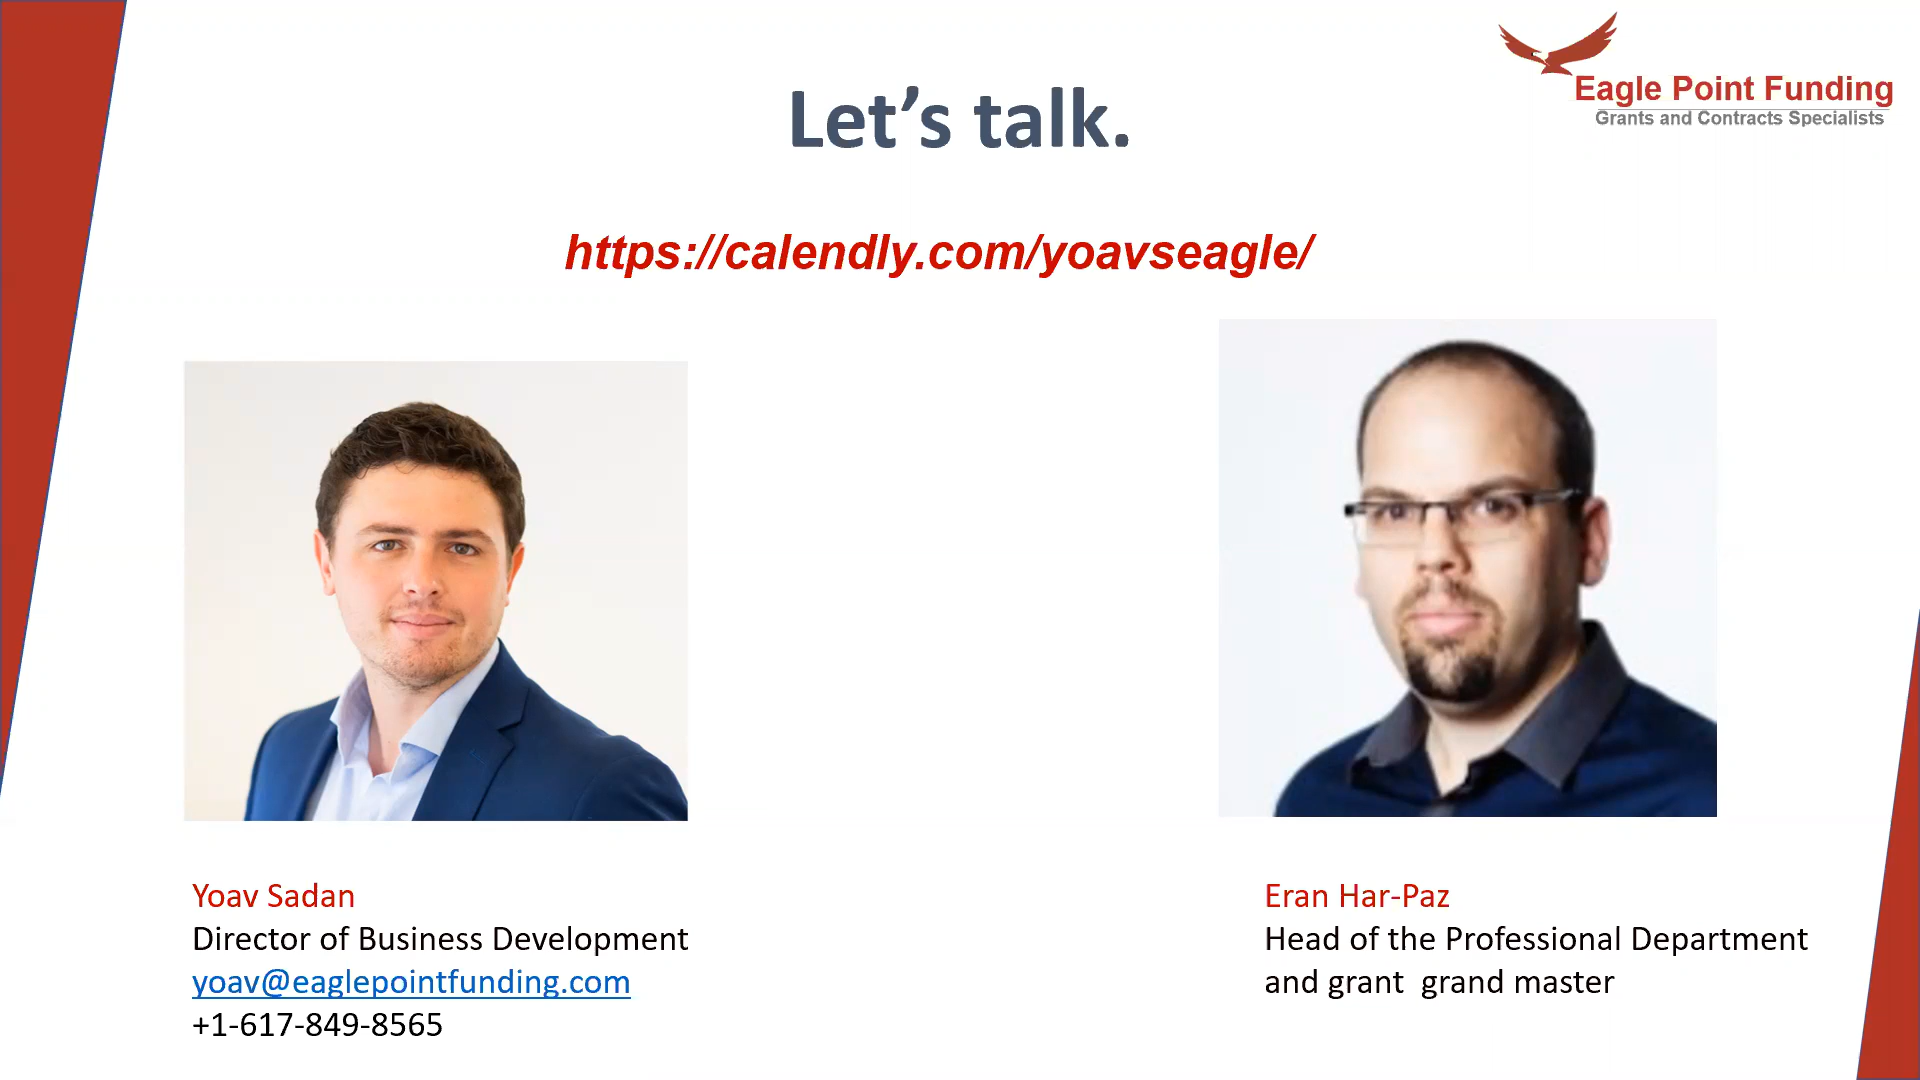 Eagle Point Funding
Grants and Contracts Specialists
Let’s talk.
https://calendly.com/yoavseagle/
Yoav Sadan
Director of Business Development
yoav@eaglepointfunding.com
+1-617-849-8565
Eran Har-Paz
Head of the Professional Department
and grant  grand master